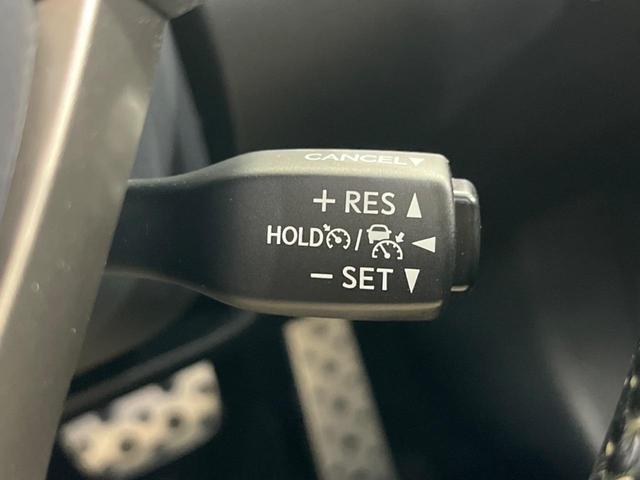 CANCEL▼
+ RES ▲
HOLD / ◀
− SET ▼